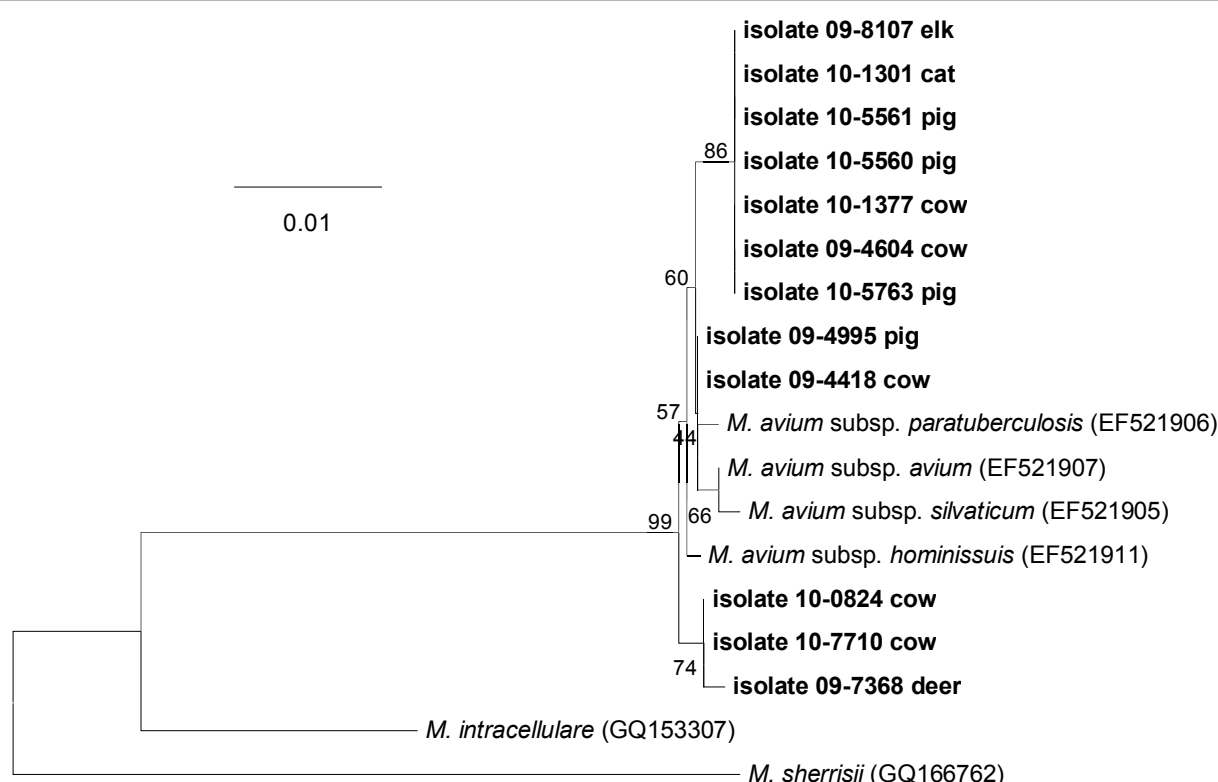 isolate 09-8107 elk
isolate 10-1301 cat
isolate 10-5561 pig
86
isolate 10-5560 pig
0.01
isolate 10-1377 cow
isolate 09-4604 cow
60
isolate 10-5763 pig
isolate 09-4995 pig
isolate 09-4418 cow
57
44
M. avium subsp. paratuberculosis (EF521906)
M. avium subsp. avium (EF521907)
66
M. avium subsp. silvaticum (EF521905)
99
M. avium subsp. hominissuis (EF521911)
isolate 10-0824 cow
isolate 10-7710 cow
74
isolate 09-7368 deer
M. intracellulare (GQ153307)
M. sherrisii (GQ166762)